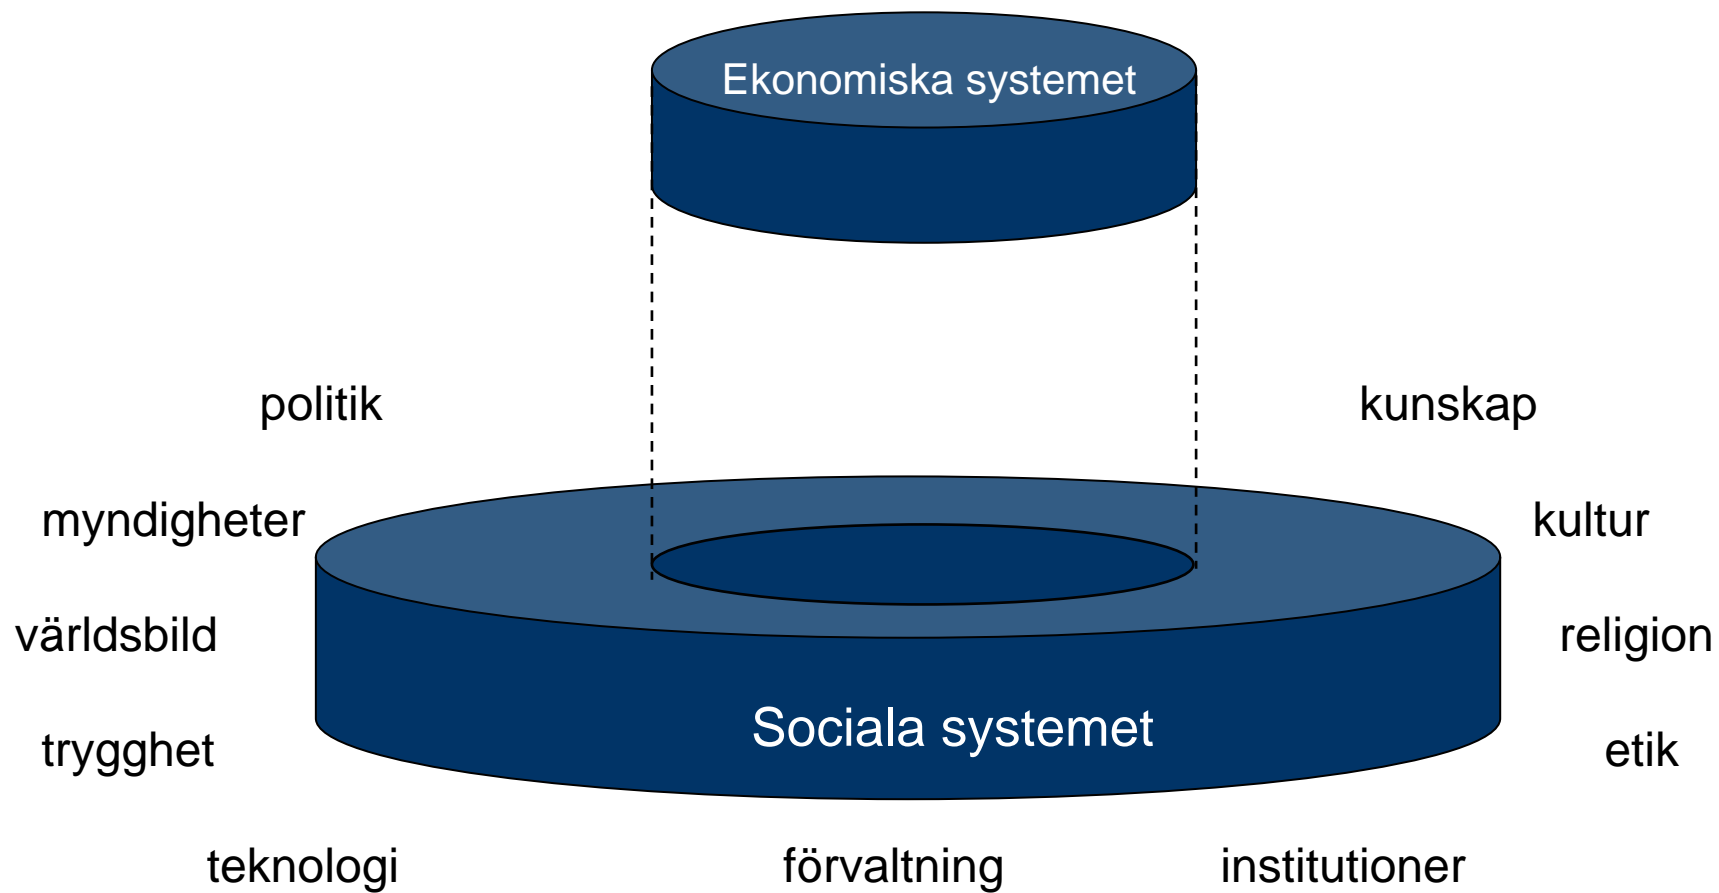 Ekonomiska systemet
politik
kunskap
myndigheter
kultur
världsbild
religion
Sociala systemet
trygghet
etik
teknologi
förvaltning
institutioner